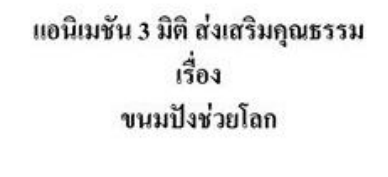 แอนิเมชัน 3 มิติ ส่งเสริมคุณธรรม
เรื่อง
ขนมปังช่วยโลก